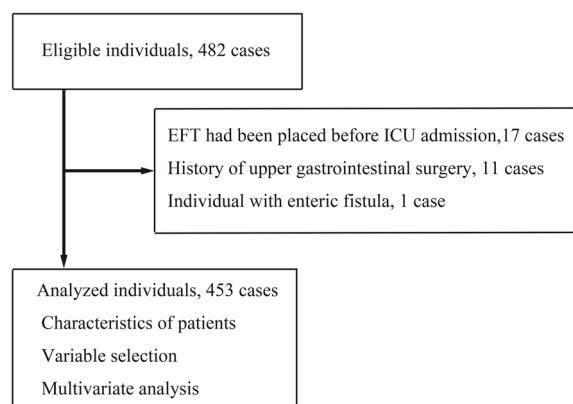 Eligible individuals, 482 cases
EFT had been placed before ICU admission,17 cases
History of upper gastrointestinal surgery, 11 cases
Individual with enteric fistula, 1 case
Analyzed individuals, 453 cases
Characteristics of patients
Variable selection
Multivariate analysis